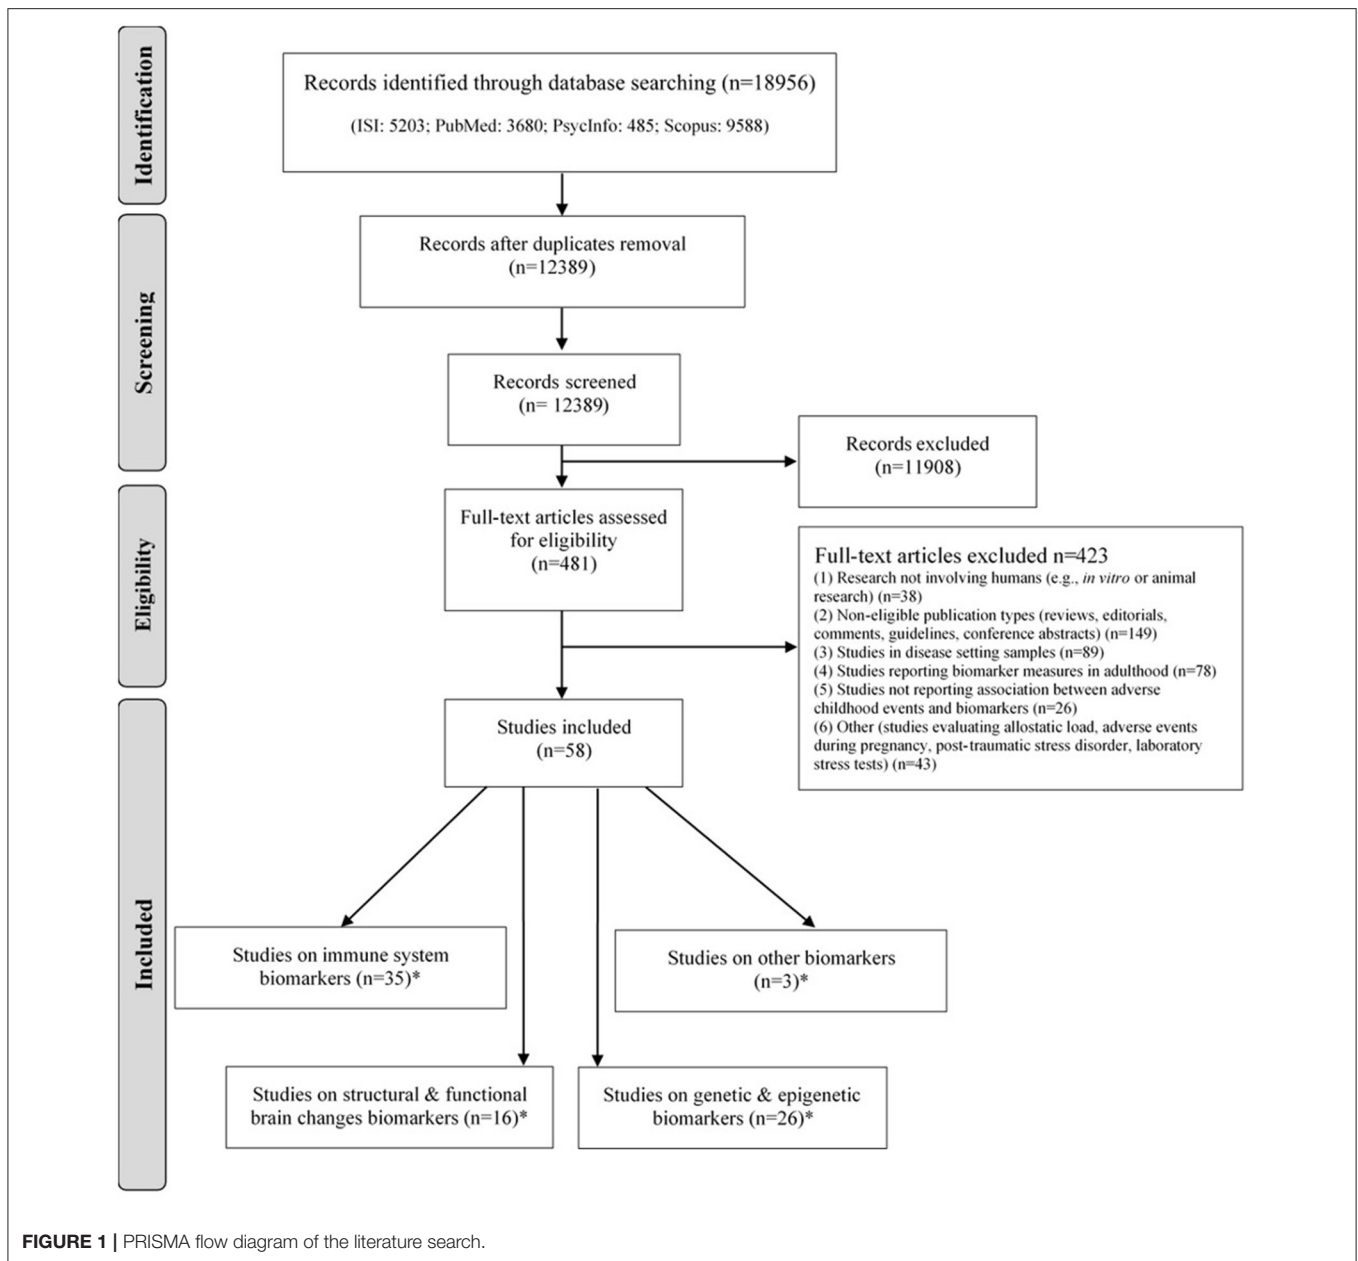 Identification
Records identified through database searching (n=18956)
(ISI: 5203; PubMed: 3680; PsycInfo: 485; Scopus: 9588)
Screening
Records after duplicates removal
(n=12389)
Records screened
(n= 12389)
Records excluded
(n=11908)
Eligibility
Full-text articles assessed
for eligibility
(n=481)
Full-text articles excluded n=423
(1) Research not involving humans (e.g., in vitro or animal
research) (n=38)
(2) Non-eligible publication types (reviews, editorials,
comments, guidelines, conference abstracts) (n=149)
(3) Studies in disease setting samples (n=89)
(4) Studies reporting biomarker measures in adulthood (n=78)
(5) Studies not reporting association between adverse
childhood events and biomarkers (n=26)
(6) Other (studies evaluating allostatic load, adverse events
during pregnancy, post-traumatic stress disorder, laboratory
stress tests) (n=43)
Included
Studies included
(n=58)
Studies on immune system
biomarkers (n=35)*
Studies on other biomarkers
(n=3)*
Studies on structural & functional
brain changes biomarkers (n=16)*
Studies on genetic & epigenetic
biomarkers (n=26)*
FIGURE 1 | PRISMA flow diagram of the literature search.